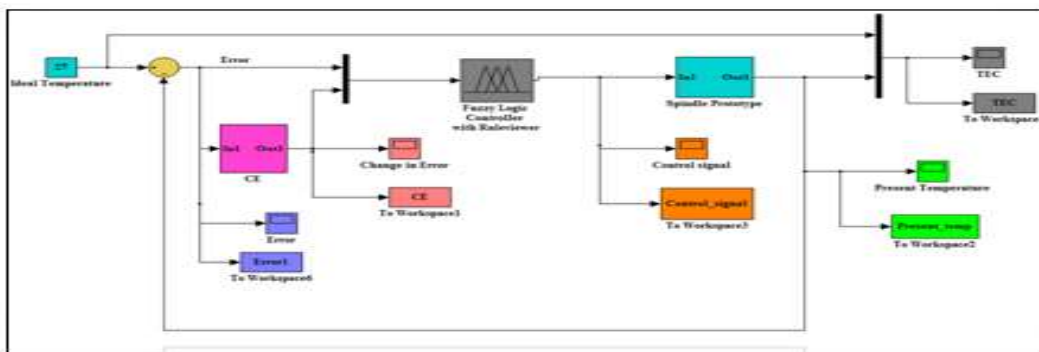 Error
27
Ideal Temperature
In1 Out1
CE
Change in Error
CE
To Workspace1
Error
Error1
To Workspace6
Fuzzy Logic
Controller
with Ruleviewer
In1 Out1
Spindle Prototype
Control signal
Control_signal
To Workspace3
TEC
TEC
To Workspace
Present Temperature
Present_temp
To Workspace2